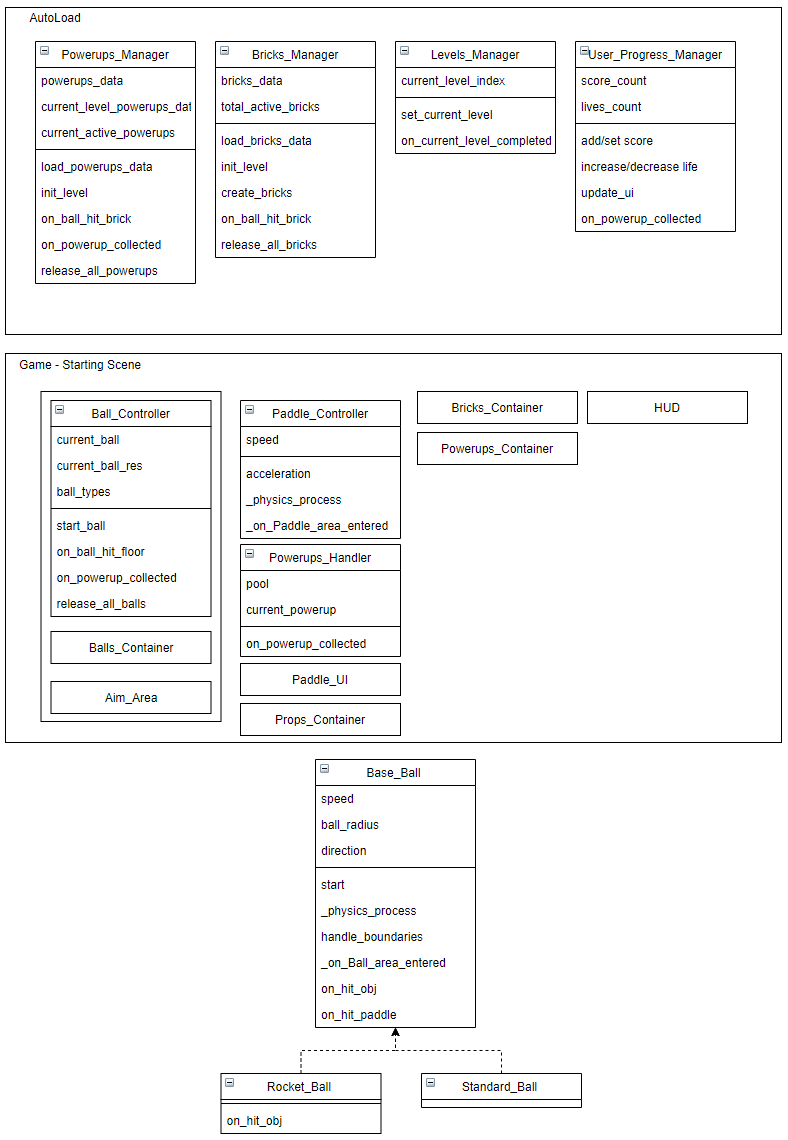 AutoLoad
Powerups_Manager
powerups_data
current_level_powerups_dat
current_active_powerups
load_powerups_data
init_level
on_ball_hit_brick
on_powerup_collected
release_all_powerups
Bricks_Manager
bricks_data
total_active_bricks
load_bricks_data
init_level
create_bricks
on_ball_hit_brick
release_all_bricks
Levels_Manager
current_level_index
set_current_level
on_current_level_completed
User_Progress_Manager
score_count
lives_count
add/set score
increase/decrease life
update_ui
on_powerup_collected
Game - Starting Scene
Ball_Controller
current_ball
current_ball_res
ball_types
start_ball
on_ball_hit_floor
on_powerup_collected
release_all_balls
Balls_Container
Aim_Area
Paddle_Controller
speed
acceleration
_physics_process
_on_Paddle_area_entered
Powerups_Handler
pool
current_powerup
on_powerup_collected
Paddle_UI
Props_Container
Bricks_Container
Powerups_Container
HUD
Base_Ball
speed
ball_radius
direction
start
_physics_process
handle_boundaries
_on_Ball_area_entered
on_hit_obj
on_hit_paddle
Rocket_Ball
on_hit_obj
Standard_Ball